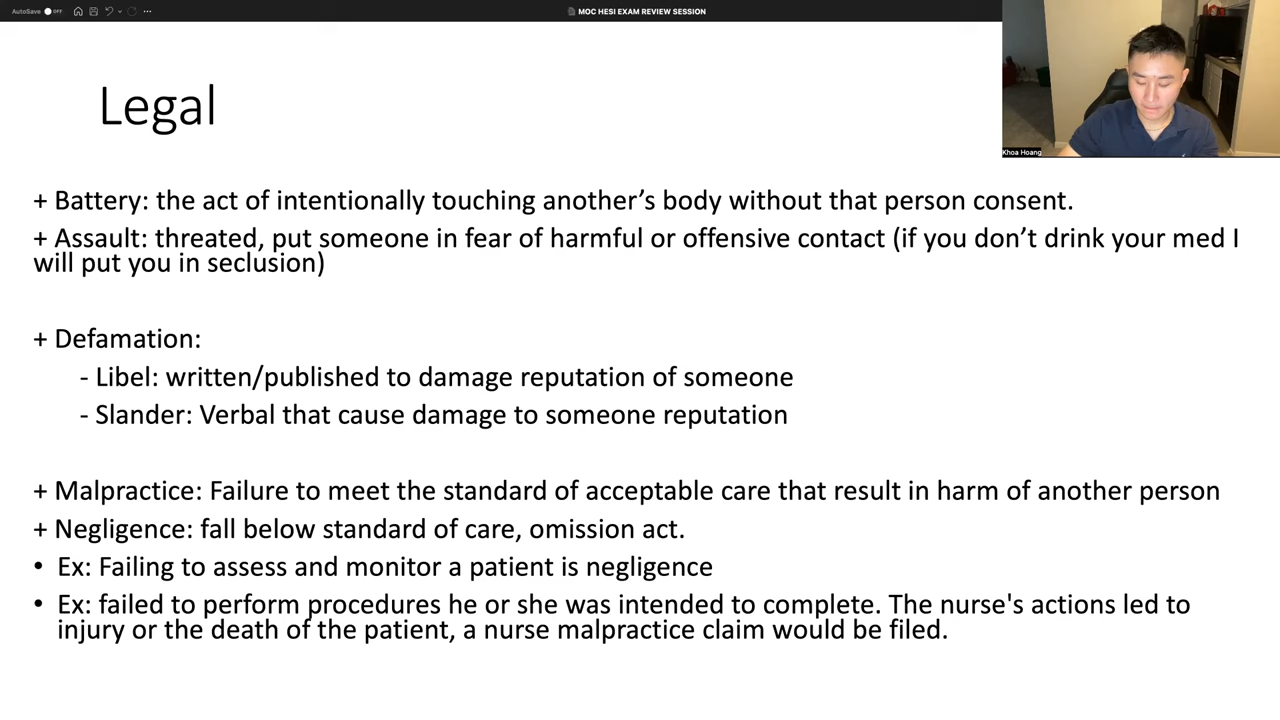 AutoSave OFF
MOC HESI EXAM REVIEW SESSION
Khoa Hoang
Legal
+ Battery: the act of intentionally touching another’s body without that person consent.
+ Assault: threated, put someone in fear of harmful or offensive contact (if you don’t drink your med I
will put you in seclusion)
+ Defamation:
- Libel: written/published to damage reputation of someone
- Slander: Verbal that cause damage to someone reputation
+ Malpractice: Failure to meet the standard of acceptable care that result in harm of another person
+ Negligence: fall below standard of care, omission act.
• Ex: Failing to assess and monitor a patient is negligence
• Ex: failed to perform procedures he or she was intended to complete. The nurse's actions led to
injury or the death of the patient, a nurse malpractice claim would be filed.